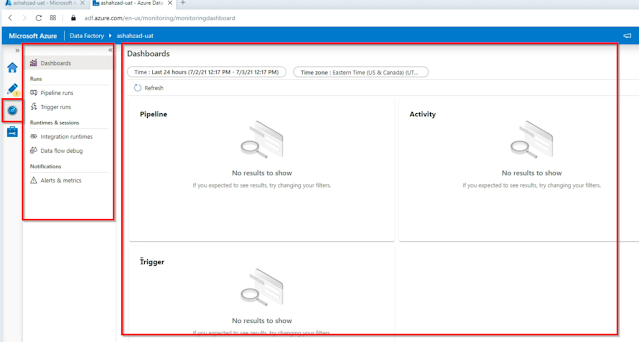 ashahzad-uat - Microsoft A
ashahzad-uat - Azure Data
adf.azure.com/en-us/monitoring/monitoringdashboard
Microsoft Azure
Data Factory
ashahzad-uat
Dashboards
Runs
Pipeline runs
Trigger runs
Runtimes & sessions
Integration runtimes
Data flow debug
Notifications
Alerts & metrics
Dashboards
Time : Last 24 hours (7/2/21 12:17 PM - 7/3/21 12:17 PM)
Time zone : Eastern Time (US & Canada) (UT...
Refresh
Pipeline
No results to show
If you expected to see results, try changing your filters.
Activity
No results to show
If you expected to see results, try changing your filters.
Trigger
No results to show
If you expected to see results, try changing your filters.